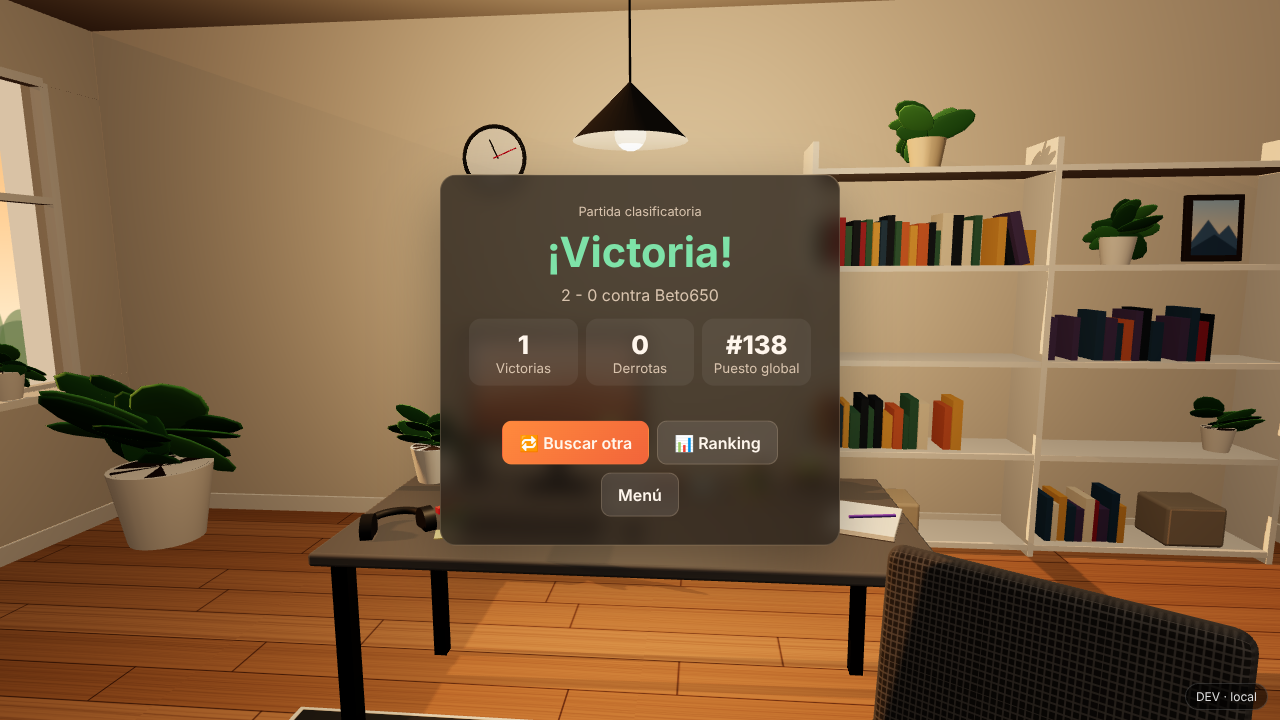 Partida clasificatoria
¡Victoria!
2 - 0 contra Beto650
1
Victorias
0
Derrotas
#138
Puesto global
🔁 Buscar otra
📊 Ranking
Menú
DEV · local